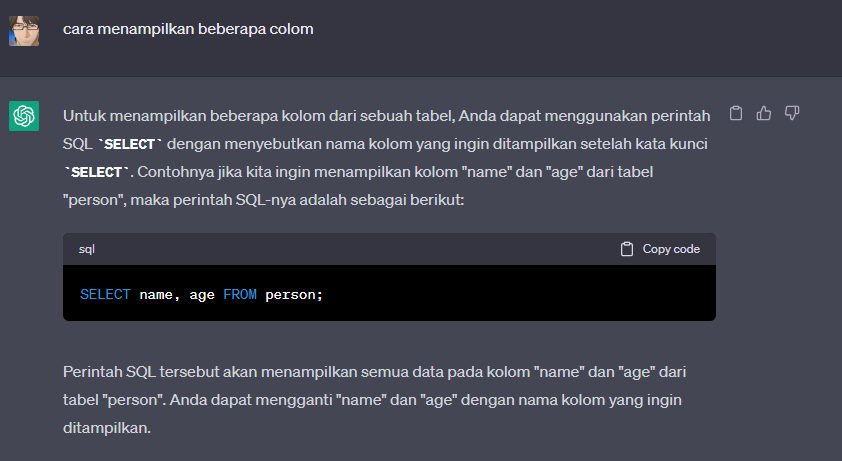 cara menampilkan beberapa colom
Untuk menampilkan beberapa kolom dari sebuah tabel, Anda dapat menggunakan perintah
SQL `SELECT` dengan menyebutkan nama kolom yang ingin ditampilkan setelah kata kunci
`SELECT`. Contohnya jika kita ingin menampilkan kolom "name" dan "age" dari tabel
"person", maka perintah SQL-nya adalah sebagai berikut:
sql Copy code
SELECT name, age FROM person;
Perintah SQL tersebut akan menampilkan semua data pada kolom "name" dan "age" dari
tabel "person". Anda dapat mengganti "name" dan "age" dengan nama kolom yang ingin
ditampilkan.